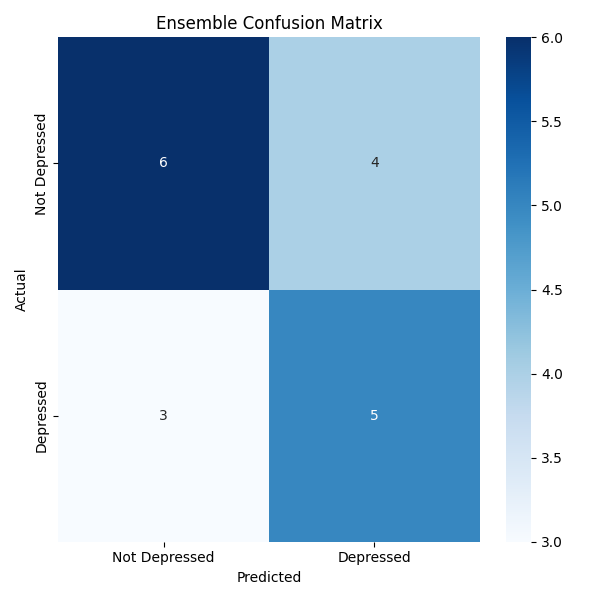 Ensemble Confusion Matrix
Actual
Not Depressed
Depressed
6
4
3
5
Not Depressed
Depressed
Predicted
6.0
5.5
5.0
4.5
4.0
3.5
3.0